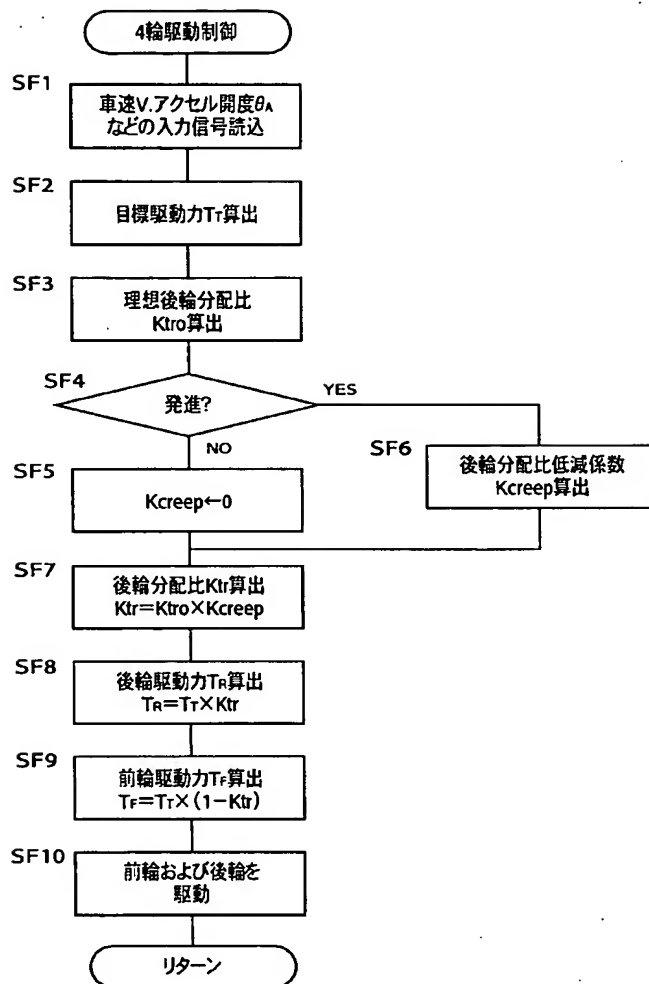 4輪駆動制御
SF1
車速V.アクセル開度θA
などの入力信号読込
SF2
目標駆動力TT算出
SF3
理想後輪分配比
Ktro算出
SF4
発進?
YES
NO
SF5
Kcreep←0
SF6
後輪分配比低減係数
Kcreep算出
SF7
後輪分配比Ktr算出
Ktr=Ktro×Kcreep
SF8
後輪駆動力TR算出
TR=TT×Ktr
SF9
前輪駆動力TF算出
TF=TT×(1-Ktr)
SF10
前輪および後輪を
駆動
リターン